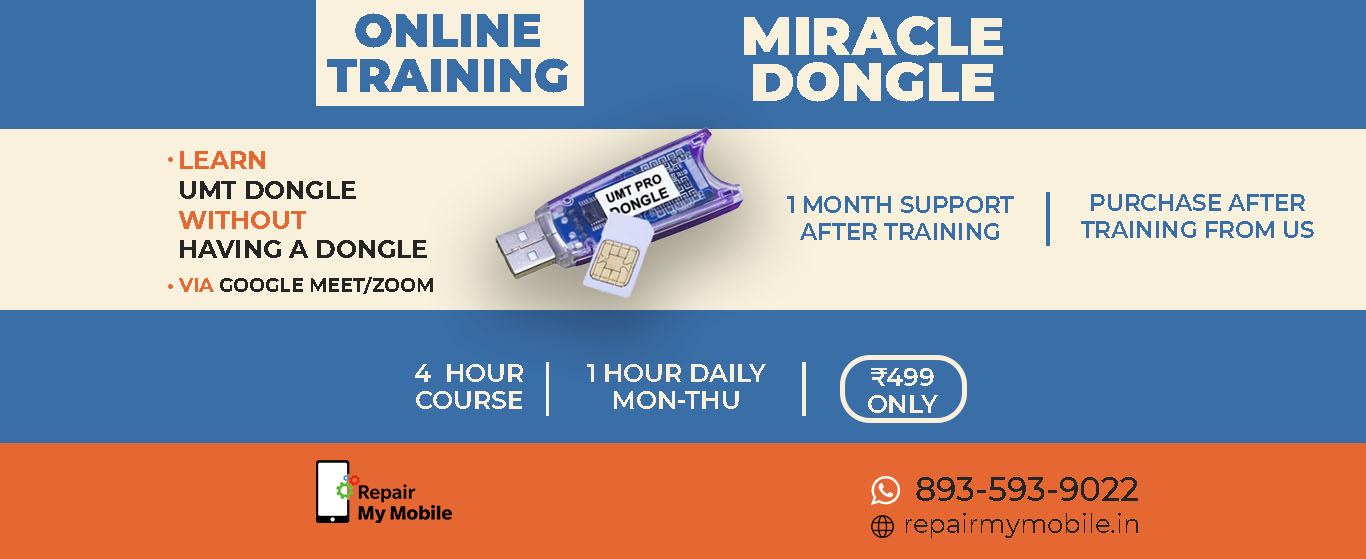 ONLINE
TRAINING
MIRACLE
DONGLE
• LEARN
UMT DONGLE
WITHOUT
HAVING A DONGLE
• VIA GOOGLE MEET/ZOOM
UMT PRO
DONGLE
1 MONTH SUPPORT
AFTER TRAINING
PURCHASE AFTER
TRAINING FROM US
4 HOUR
COURSE
1 HOUR DAILY
MON-THU
₹499
ONLY
Repair
My Mobile
893-593-9022
repairmymobile.in